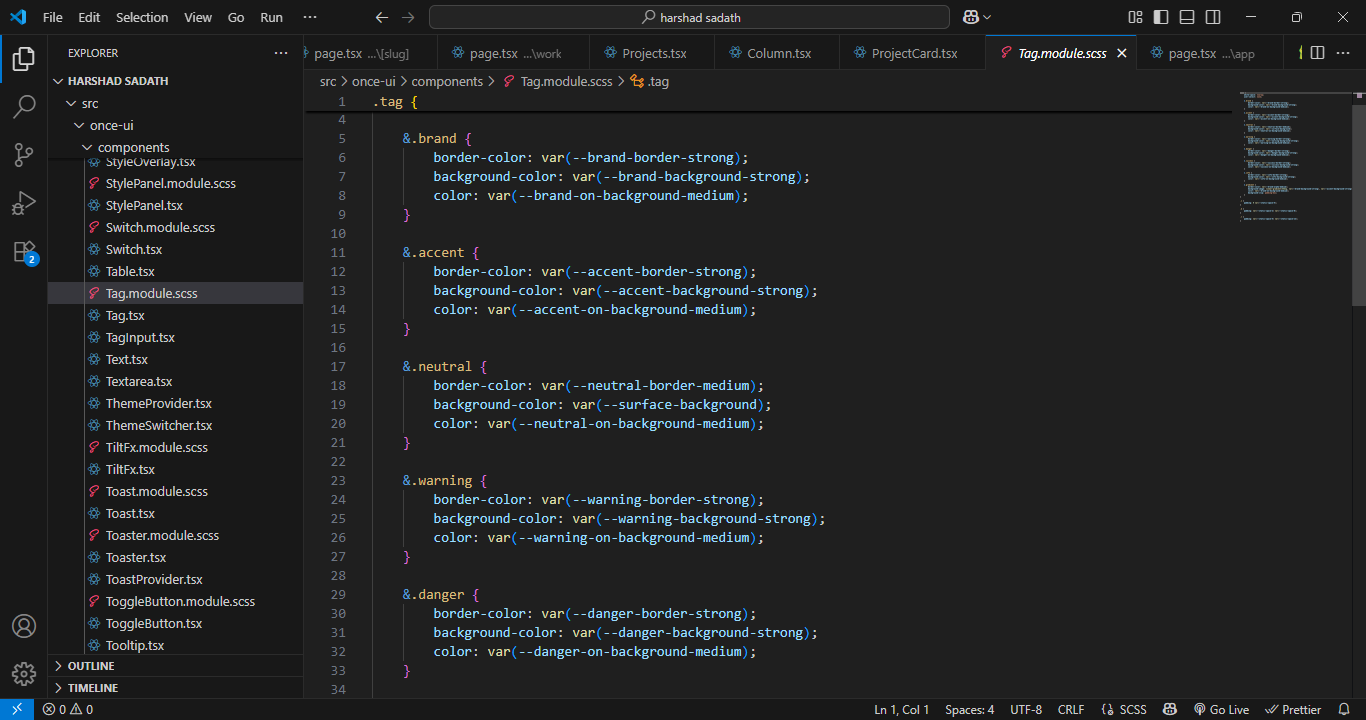 File Edit Selection View Go Run ··· harshad sadath
EXPLORER ···
HARSHAD SADATH
src
once-ui
components
StyleOverlay.tsx
StylePanel.module.scss
StylePanel.tsx
Switch.module.scss
Switch.tsx
Table.tsx
Tag.module.scss
Tag.tsx
TagInput.tsx
Text.tsx
Textarea.tsx
ThemeProvider.tsx
ThemeSwitcher.tsx
TiltFx.module.scss
TiltFx.tsx
Toast.module.scss
Toast.tsx
Toaster.module.scss
Toaster.tsx
ToastProvider.tsx
ToggleButton.module.scss
ToggleButton.tsx
Tooltip.tsx
OUTLINE
TIMELINE
2
page.tsx ...\[slug] page.tsx ...\work Projects.tsx Column.tsx ProjectCard.tsx Tag.module.scss page.tsx ...\app ···
src > once-ui > components > Tag.module.scss > .tag
1 .tag {
4
5 &.brand {
6 border-color: var(--brand-border-strong);
7 background-color: var(--brand-background-strong);
8 color: var(--brand-on-background-medium);
9 }
10
11 &.accent {
12 border-color: var(--accent-border-strong);
13 background-color: var(--accent-background-strong);
14 color: var(--accent-on-background-medium);
15 }
16
17 &.neutral {
18 border-color: var(--neutral-border-medium);
19 background-color: var(--surface-background);
20 color: var(--neutral-on-background-medium);
21 }
22
23 &.warning {
24 border-color: var(--warning-border-strong);
25 background-color: var(--warning-background-strong);
26 color: var(--warning-on-background-medium);
27 }
28
29 &.danger {
30 border-color: var(--danger-border-strong);
31 background-color: var(--danger-background-strong);
32 color: var(--danger-on-background-medium);
33 }
34
0 0 Ln 1, Col 1 Spaces: 4 UTF-8 CRLF {} SCSS Go Live Prettier